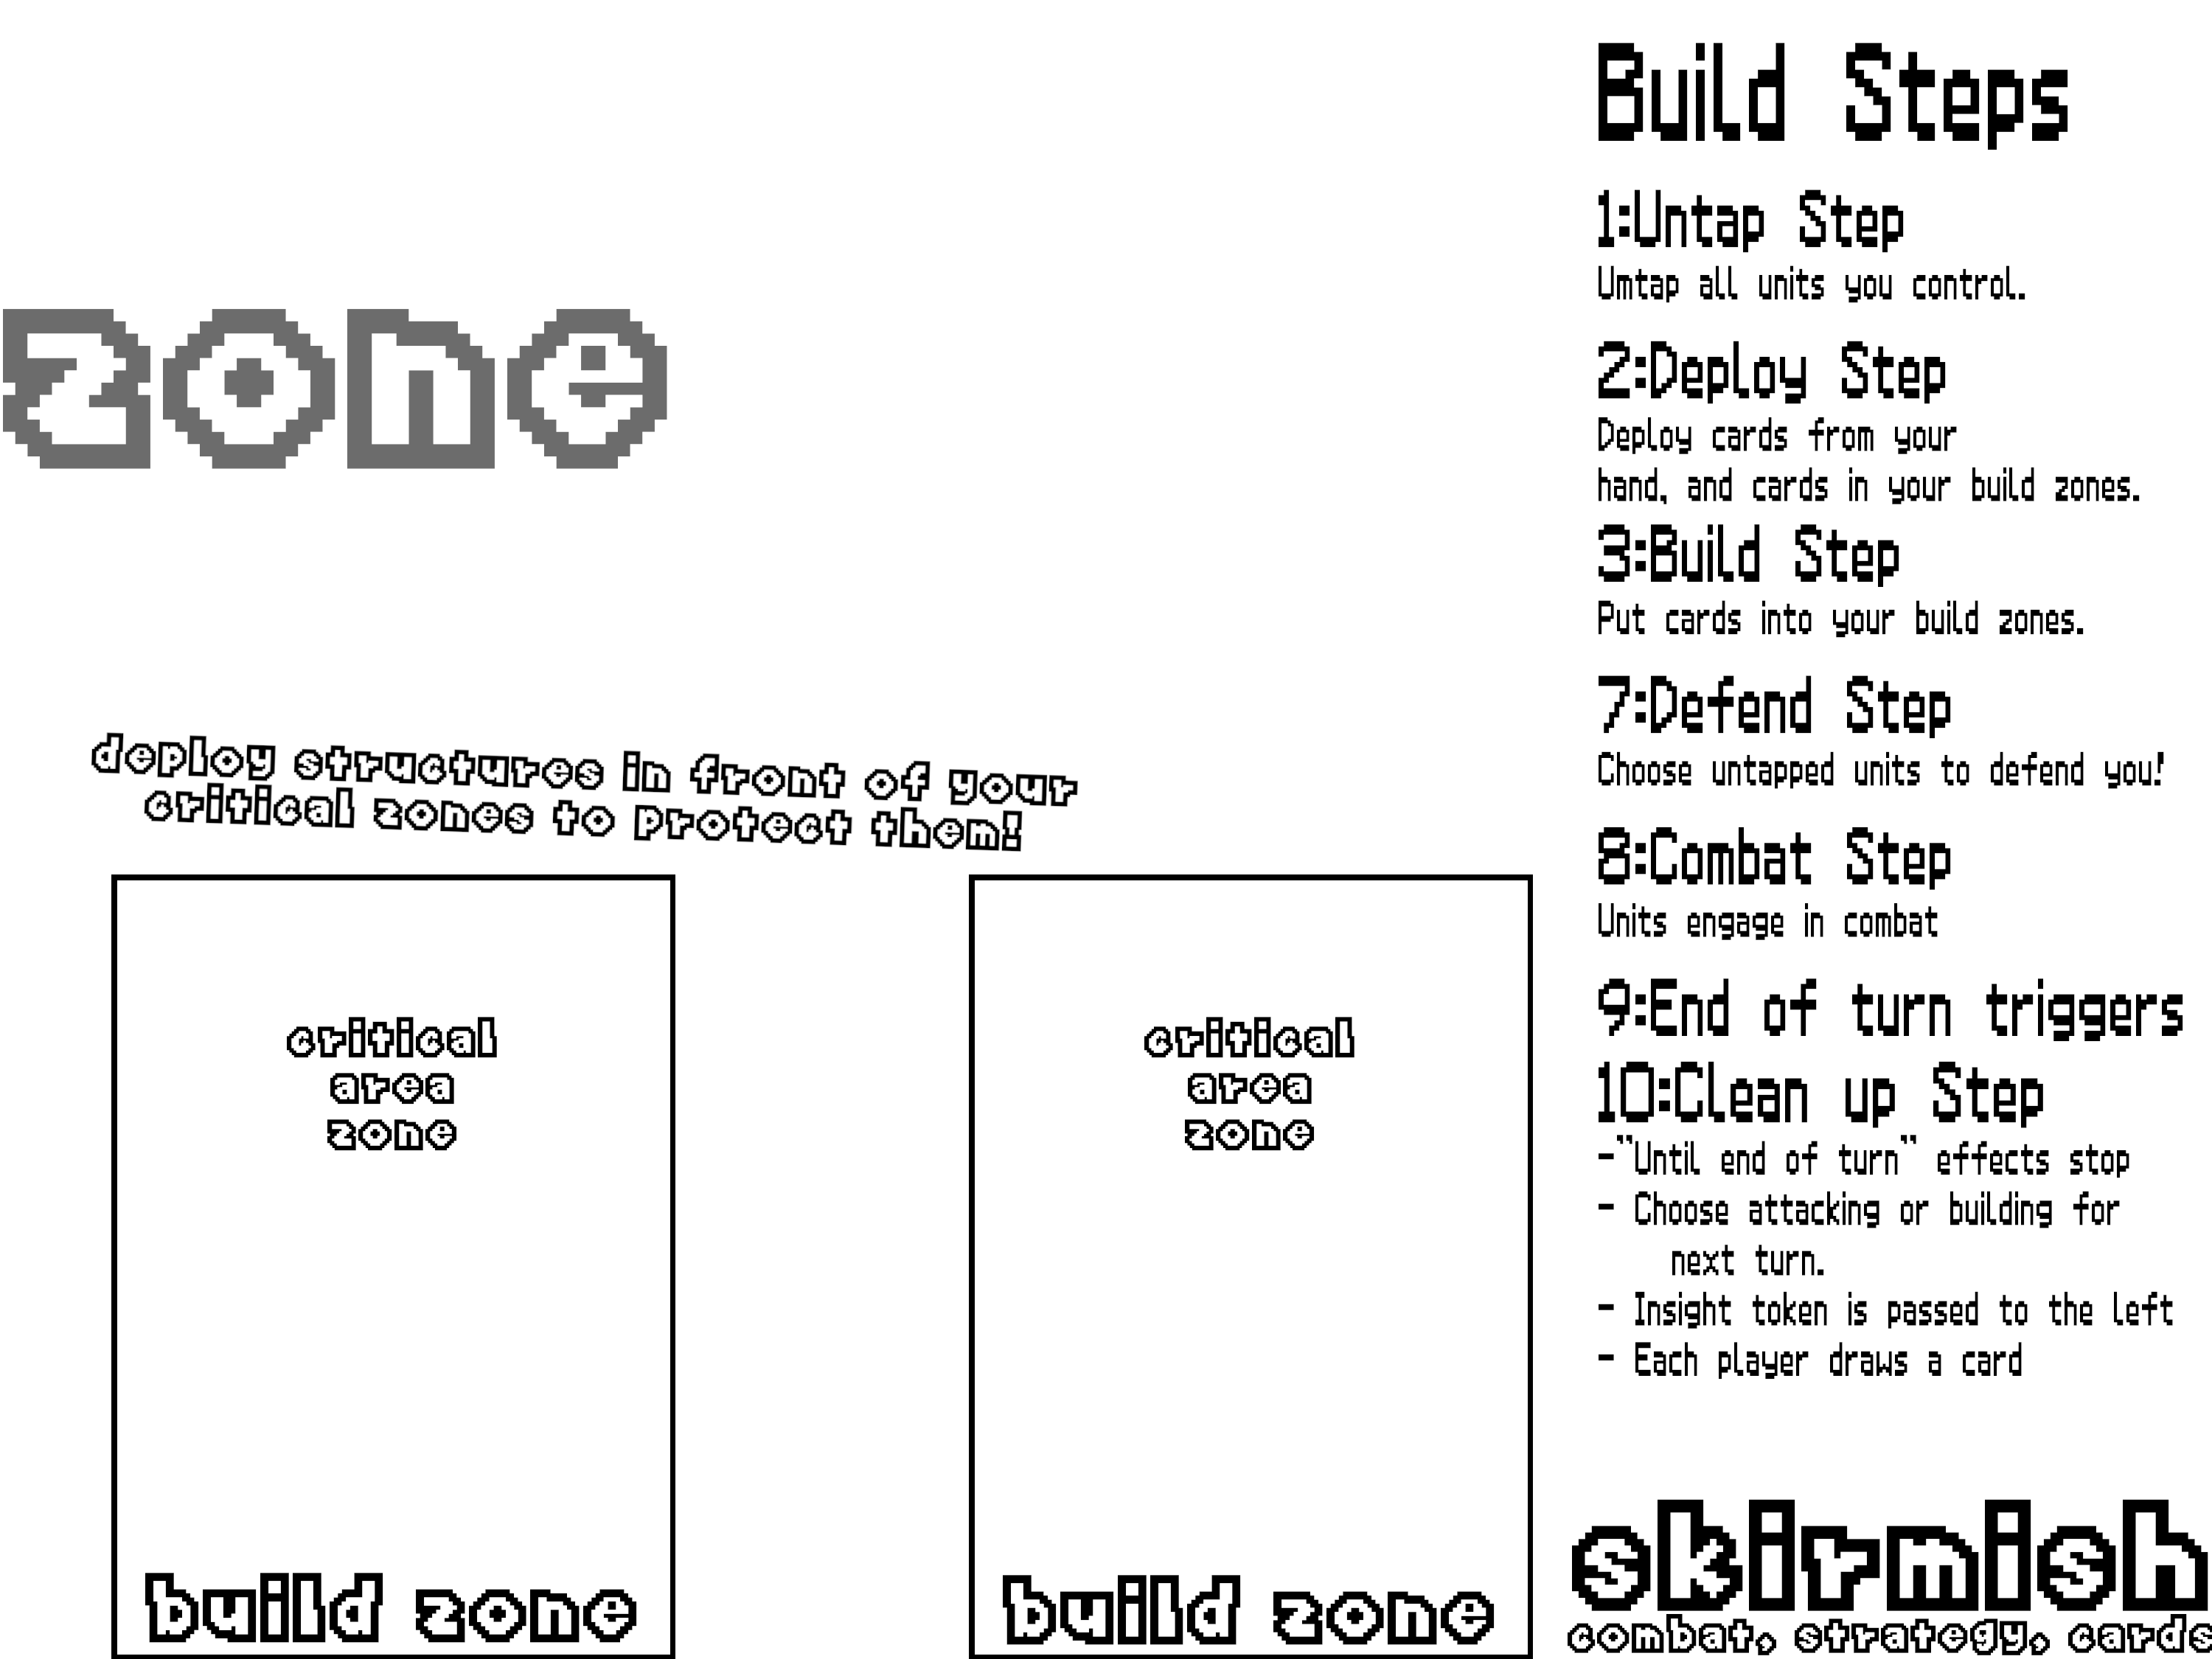 zone
deploy structures in front of your
critical zones to protect them!
critical
area
zone
build zone
critical
area
zone
build zone
Build Steps
1:Untap Step
Umtap all units you control.
2:Deploy Step
Deploy cards from your
hand, and cards in your build zones.
3:Build Step
Put cards into your build zones.
7:Defend Step
Choose untapped units to defend you!
8:Combat Step
Units engage in combat
9:End of turn triggers
10:Clean up Step
-"Until end of turn" effects stop
- Choose attacking or building for
next turn.
- Insight token is passed to the left
- Each player draws a card
skirmish
combat, strategy, cards